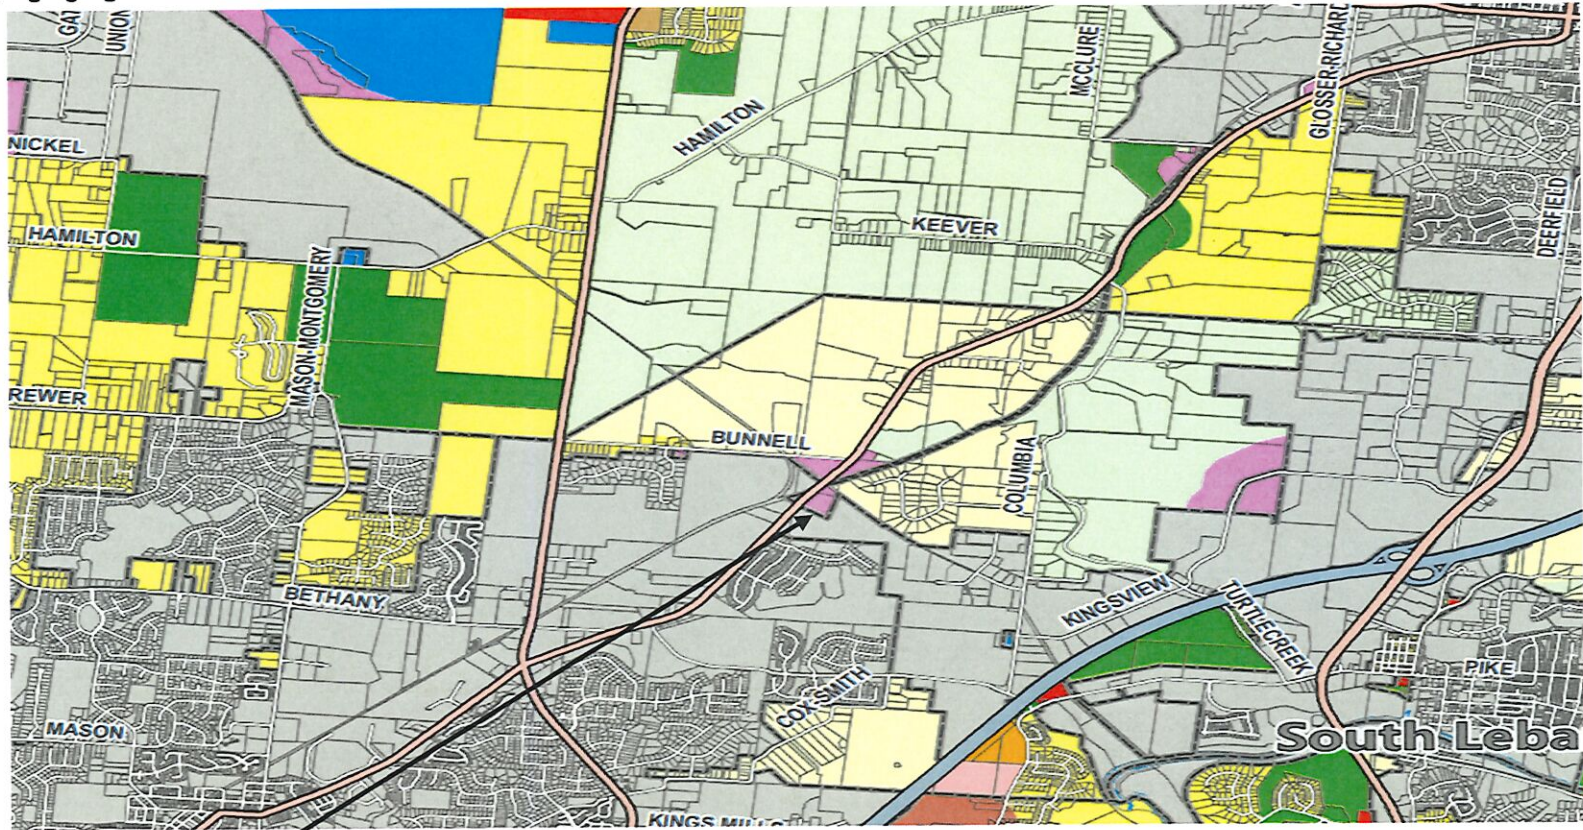 UNION
MCCLURE
GLOSSER-RICHARD
HAMILTON
NICKEL
DEERFIELD
KEEVER
HAMILTON
MASON-MONTGOMERY
REWER
BUNNELL
COLUMBIA
BETHANY
KINGSVIEW
TURTLECREEK
PIKE
COX-SMITH
MASON
South Leba
KINGS MILLS